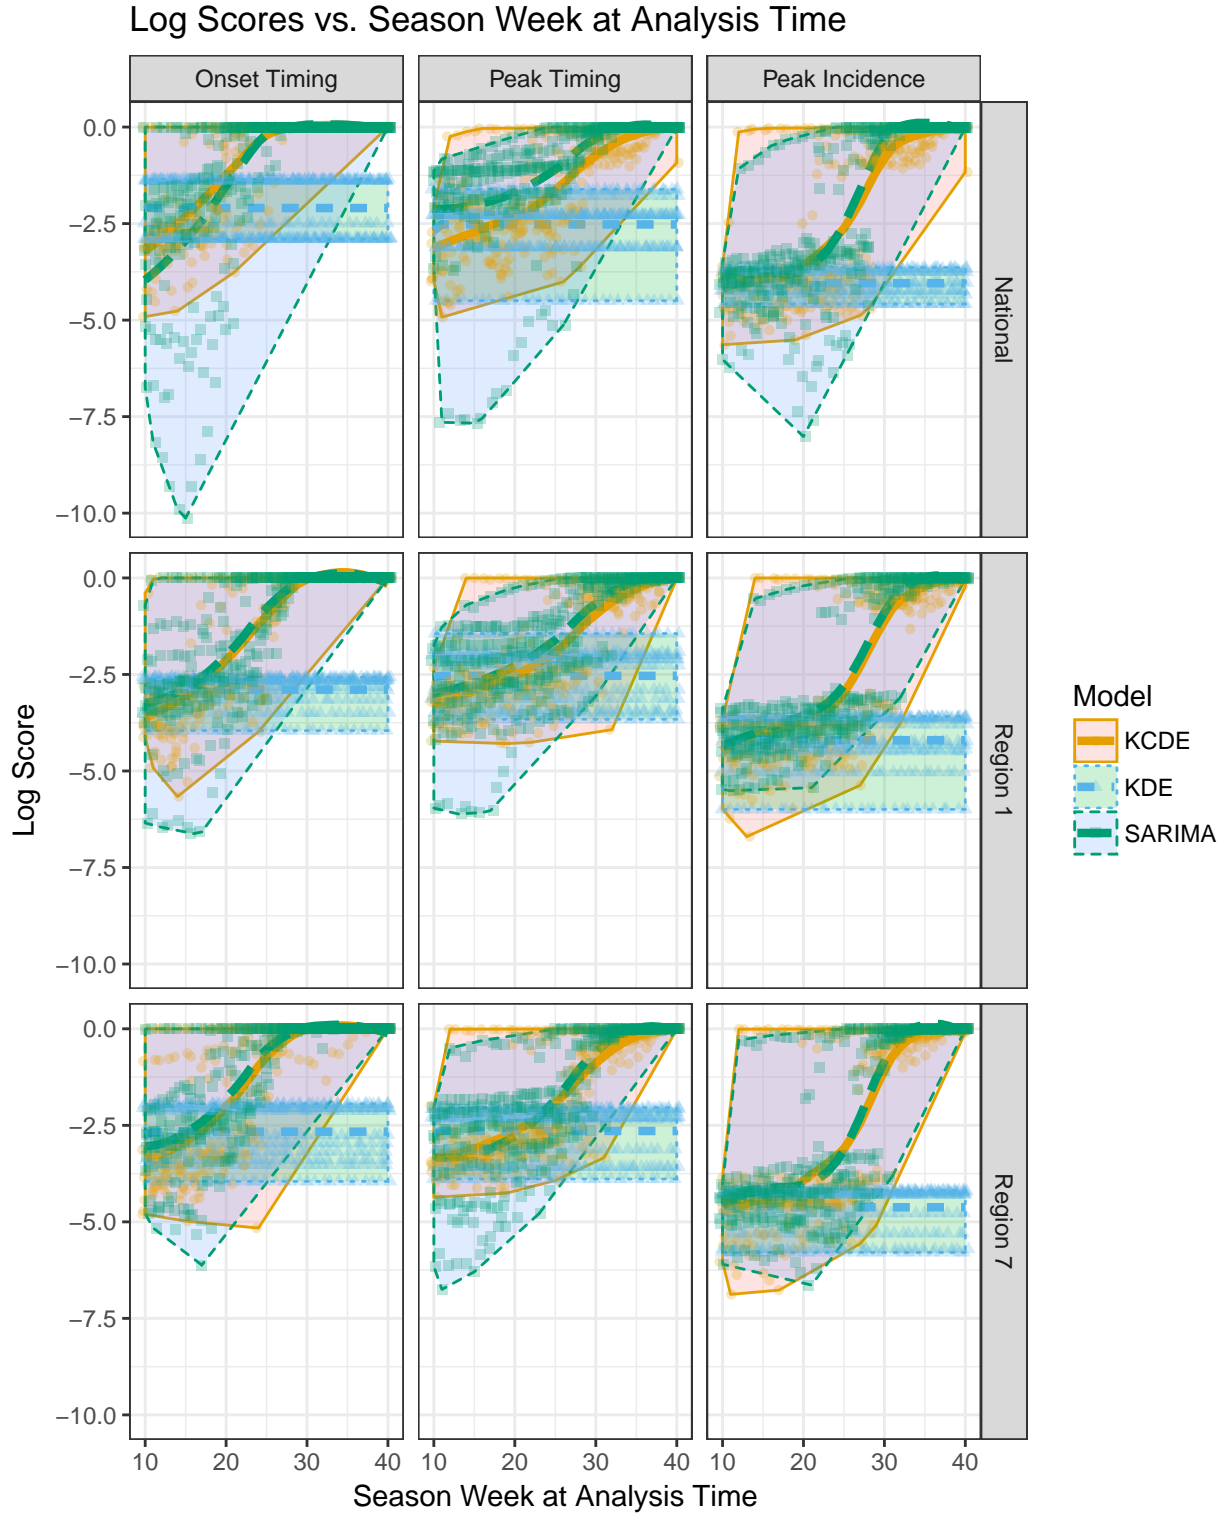 Log Scores vs. Season Week at Analysis Time
Onset Timing
Peak Timing
Peak Incidence
0.0
−2.5
−5.0
−7.5
−10.0
National
0.0
−2.5
−5.0
−7.5
−10.0
Region 1
0.0
−2.5
−5.0
−7.5
−10.0
Region 7
10 20 30 40
10 20 30 40
10 20 30 40
Season Week at Analysis Time
Log Score
Model
KCDE
KDE
SARIMA